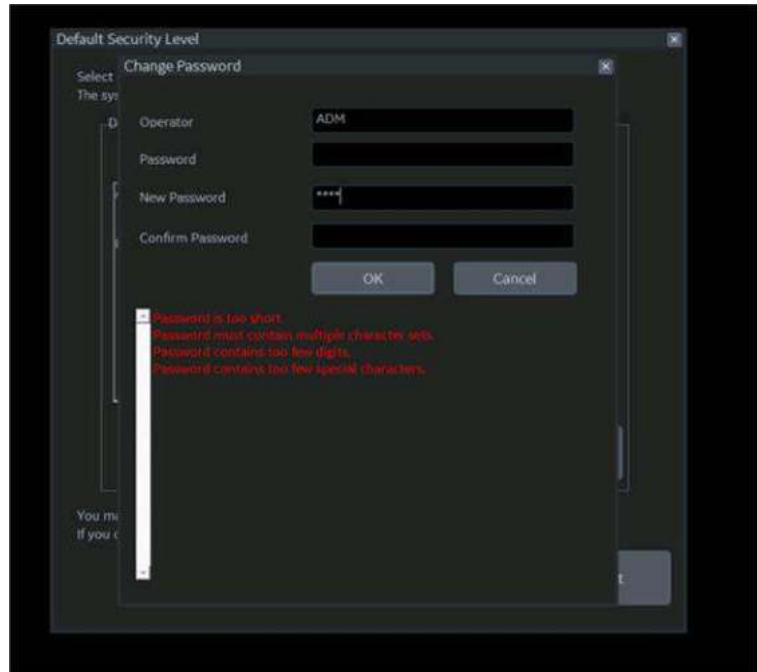 Default Security Level
Change Password
Select
The sys
Operator
ADM
Password
New Password
****
Confirm Password
OK
Cancel
Password is too short.
Password must contain multiple character sets.
Password contains too few digits.
Password contains too few special characters.
You ma
If you
t